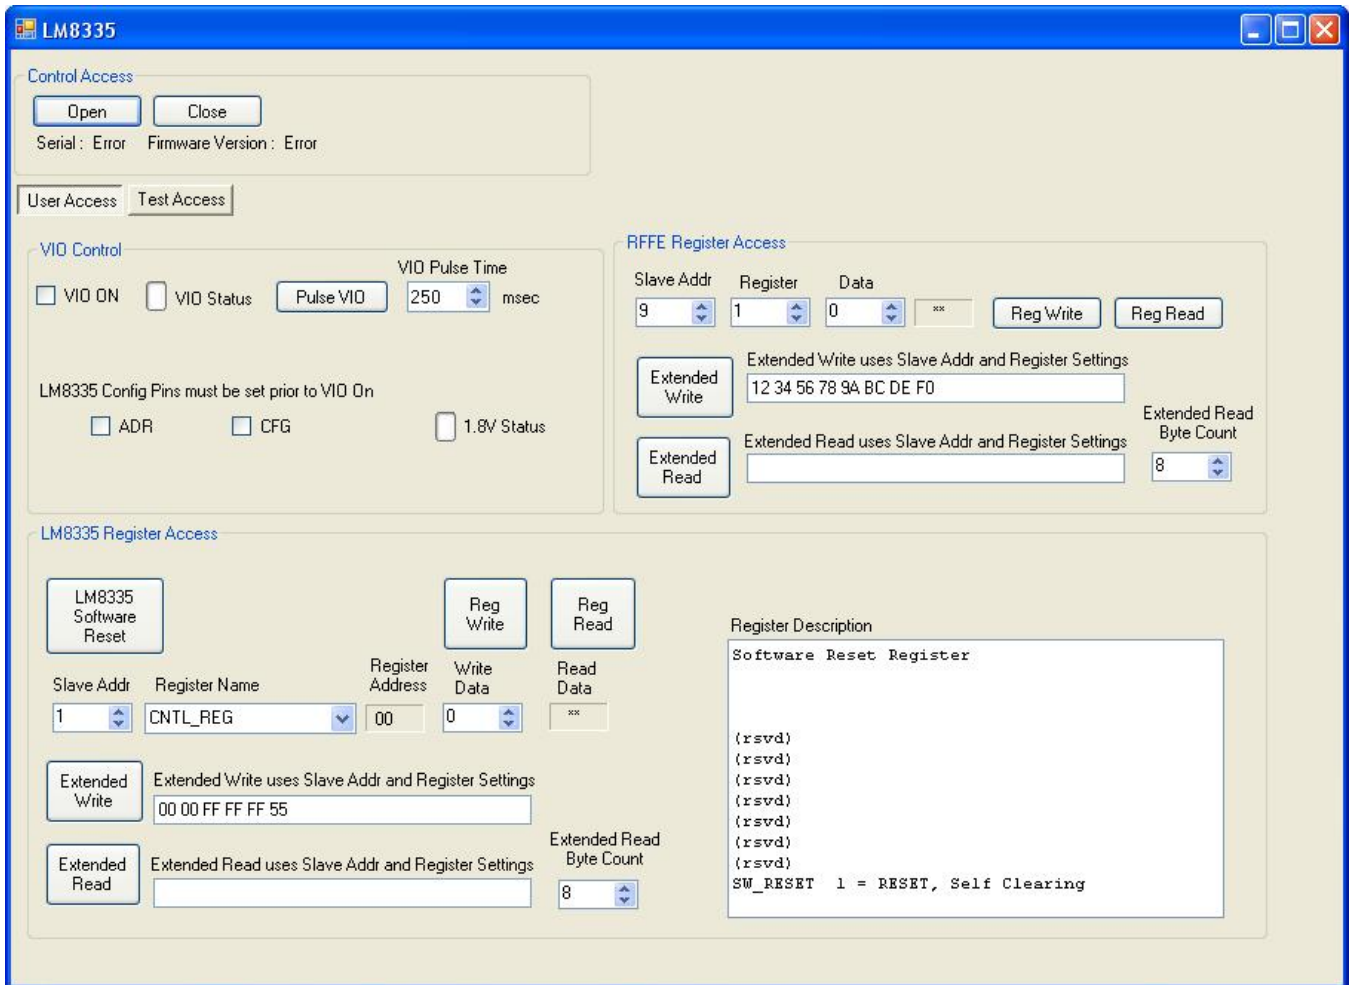 LM8335
Control Access
Open Close
Serial : Error Firmware Version : Error
User Access Test Access
VIO Control
VIO Pulse Time
VIO ON VIO Status Pulse VIO 250 msec
LM8335 Config Pins must be set prior to VIO On
ADR CFG 1.8V Status
RFFE Register Access
Slave Addr Register Data
9 1 0 ** Reg Write Reg Read
Extended Write uses Slave Addr and Register Settings
Extended
Write
12 34 56 78 9A BC DE F0
Extended Read
Byte Count
Extended Read uses Slave Addr and Register Settings
Extended
Read
8
LM8335 Register Access
LM8335
Software
Reset
Reg
Write
Reg
Read
Slave Addr Register Name
Register
Address
Write
Data
Read
Data
1 CNTL_REG 00 0 **
Extended
Write
Extended Write uses Slave Addr and Register Settings
00 00 FF FF FF 55
Extended
Read
Extended Read uses Slave Addr and Register Settings
Extended Read
Byte Count
8
Register Description
Software Reset Register
(rsvd)
(rsvd)
(rsvd)
(rsvd)
(rsvd)
(rsvd)
(rsvd)
SW_RESET 1 = RESET, Self Clearing